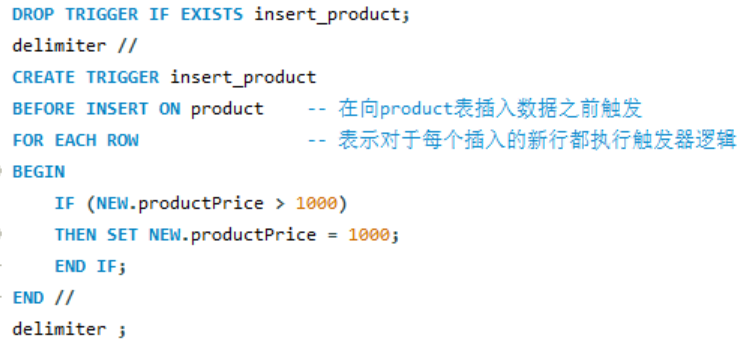 DROP TRIGGER IF EXISTS insert_product;
delimiter //
CREATE TRIGGER insert_product
BEFORE INSERT ON product    -- 在向product表插入数据之前触发
FOR EACH ROW                -- 表示对于每个插入的新行都执行触发器逻辑
BEGIN
    IF (NEW.productPrice > 1000)
    THEN SET NEW.productPrice = 1000;
    END IF;
END //
delimiter ;